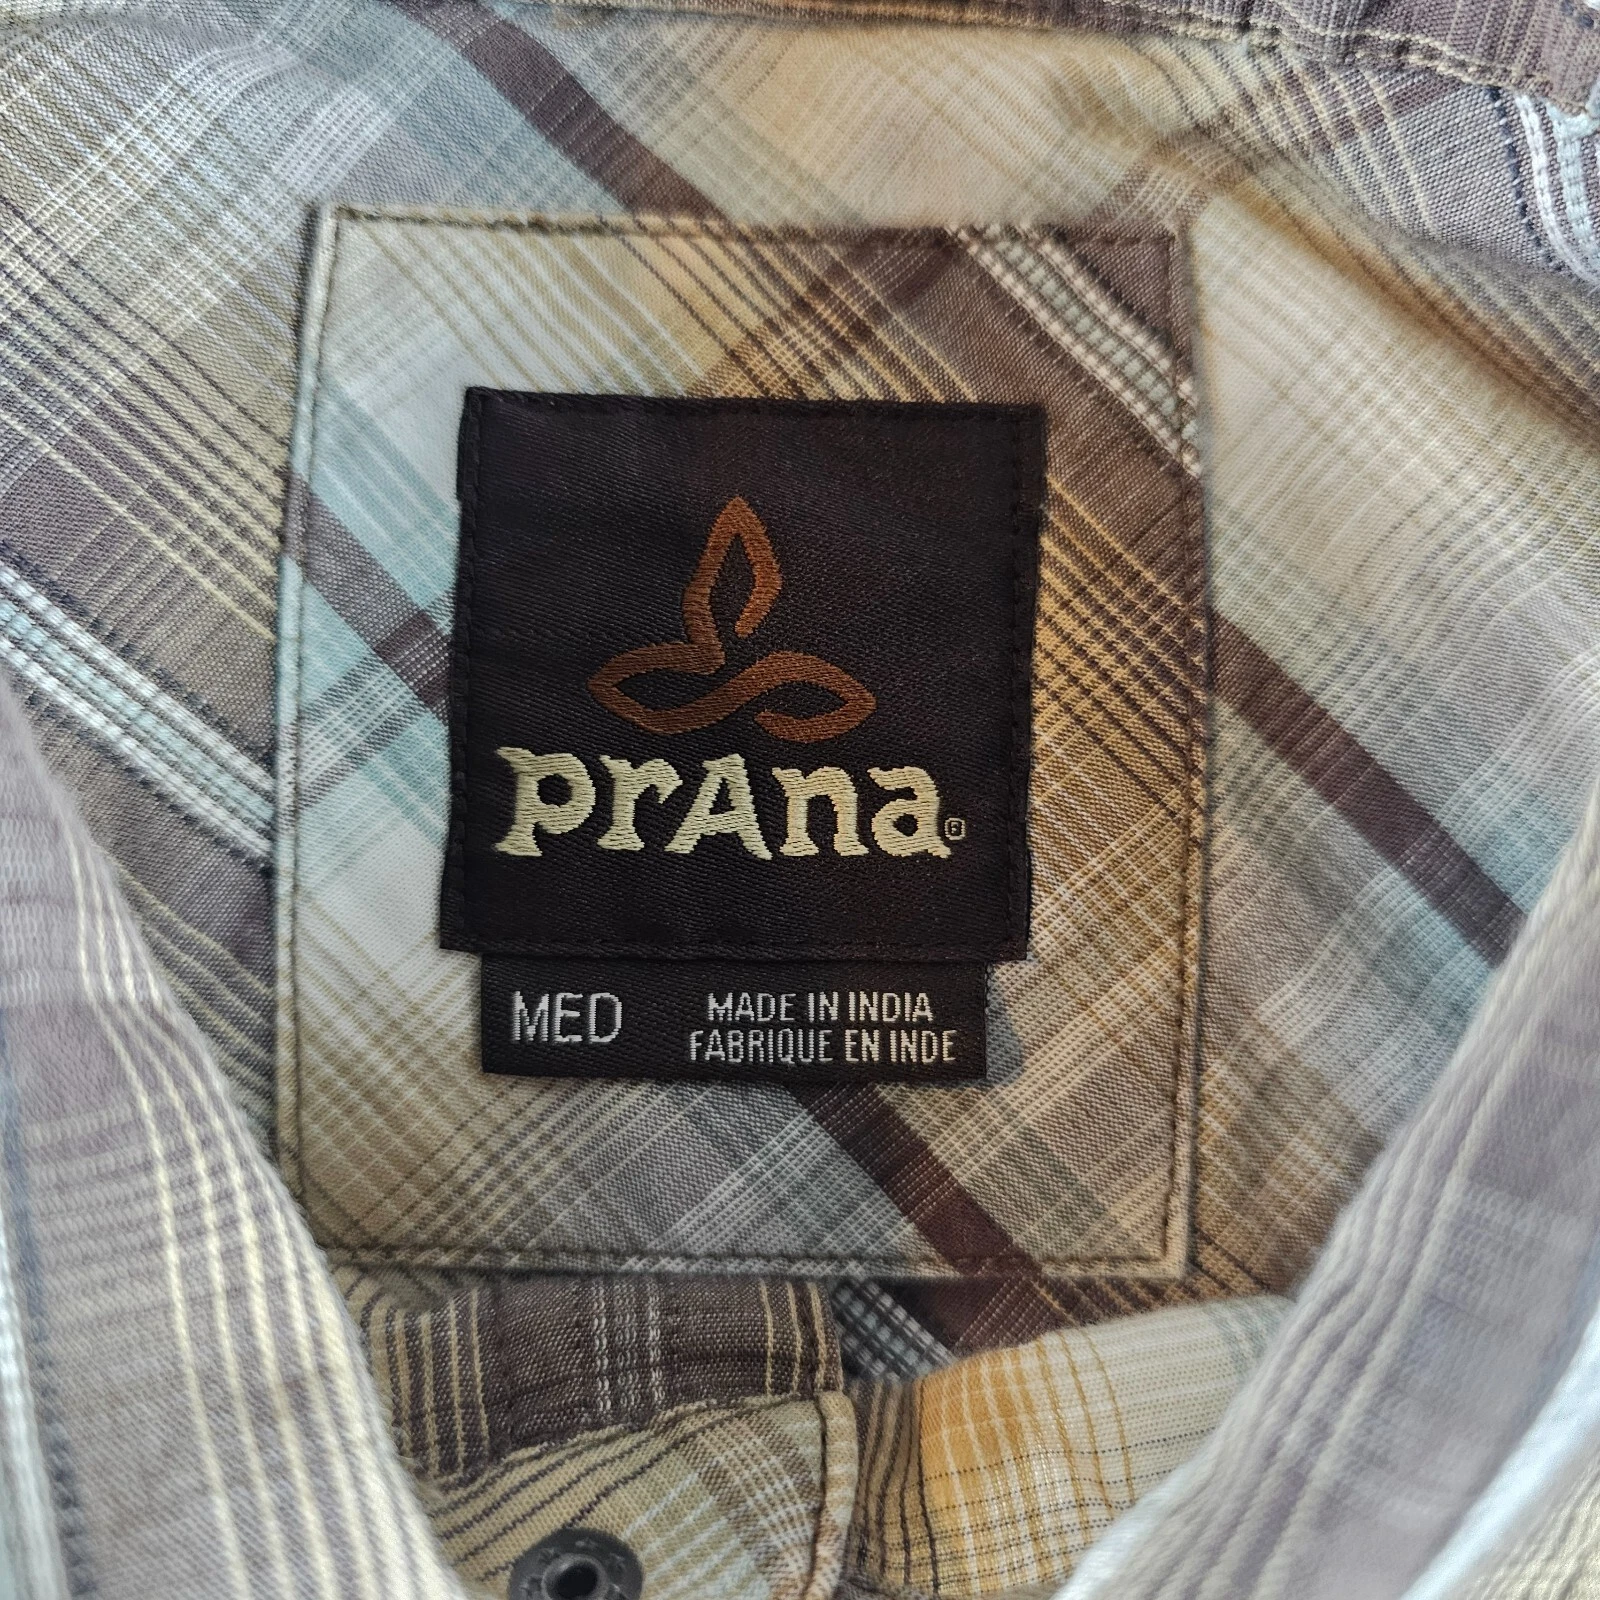 prAna®
MED
MADE IN INDIA
FABRIQUE EN INDE